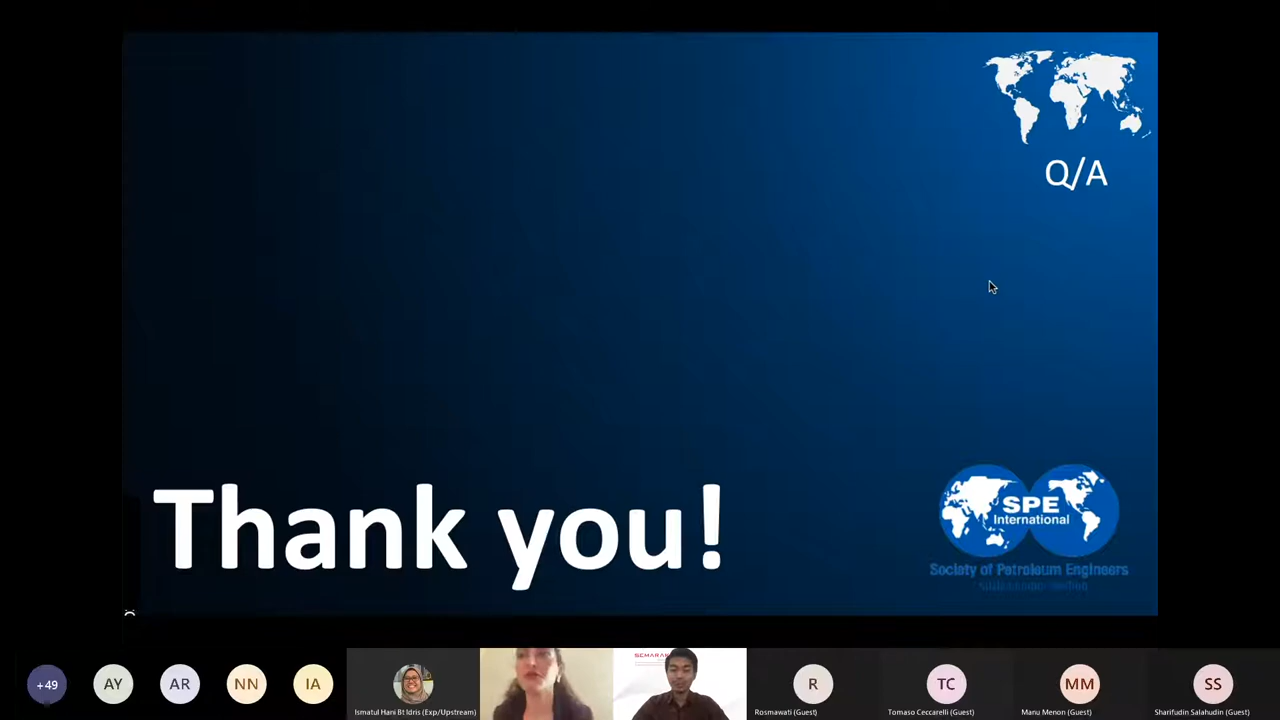 Q/A
Thank you!
SPE
International
Society of Petroleum Engineers
+49
AY
AR
NN
IA
Ismatul Hani Bt Idris (Exp/Upstream)
SEMARAK
R
Rosmawati (Guest)
TC
Tomaso Ceccarelli (Guest)
MM
Manu Menon (Guest)
SS
Sharifudin Salahudin (Guest)